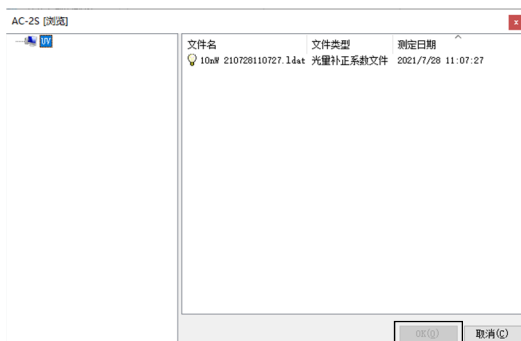 AC-2S [浏览]
UV
文件名 文件类型 测定日期
10nW 210728110727.ldat 光量补正系数文件 2021/7/28 11:07:27
OK(O) 取消(C)